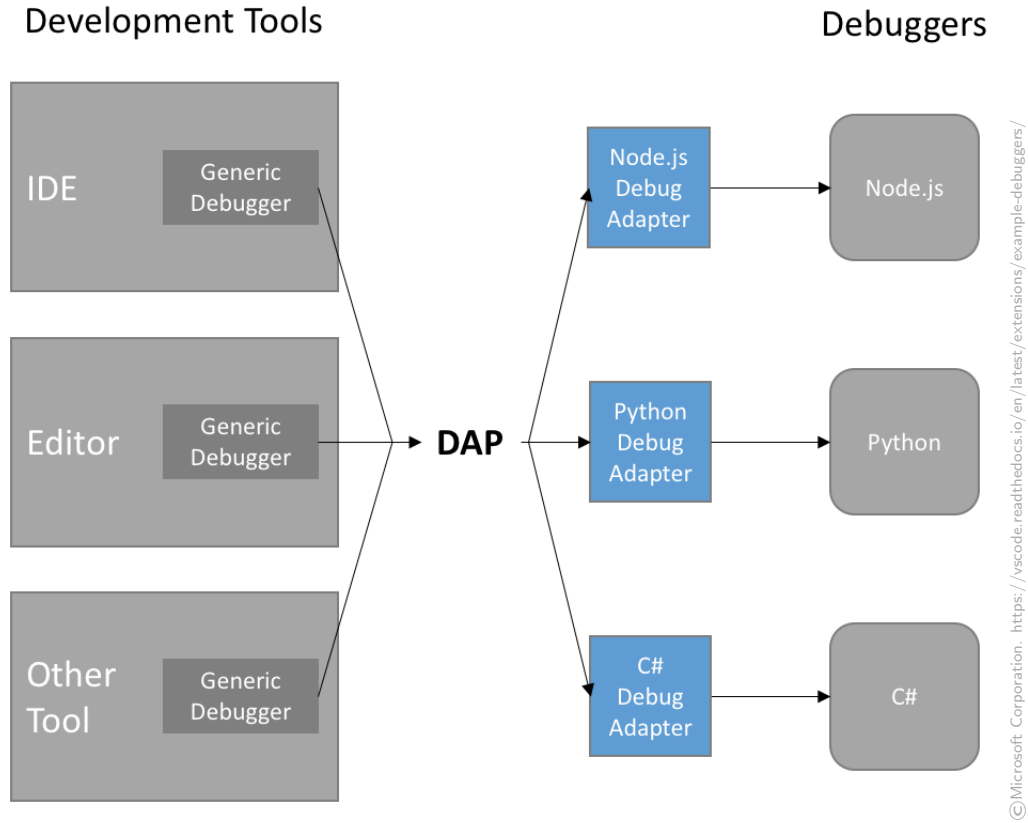 Development Tools
Debuggers
IDE
Generic
Debugger
Node.js
Debug
Adapter
Node.js
Editor
Generic
Debugger
DAP
Python
Debug
Adapter
Python
Other
Tool
Generic
Debugger
C#
Debug
Adapter
C#
©Microsoft Corporation. https://vscode.readthedocs.io/en/latest/extensions/example-debuggers/